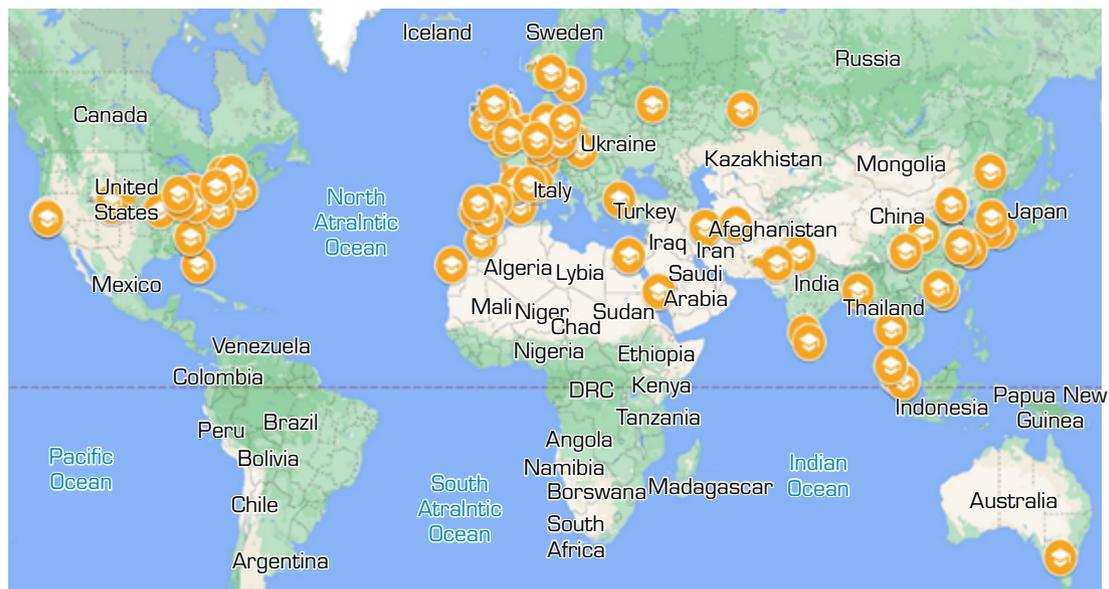 Iceland
Sweden
Russia
Canada
Ukraine
Kazakhstan
Mongolia
United
States
Italy
North
Atralntic
Ocean
Turkey
China
Japan
Afeghanistan
Iraq
Iran
Mexico
Algeria
Lybia
Saudi
Arabia
India
Mali
Niger
Chad
Sudan
Thailand
Venezuela
Nigeria
Ethiopia
Colombia
DRC
Kenya
Indonesia
Papua New
Guinea
Peru
Brazil
Tanzania
Angola
Bolivia
Pacific
Ocean
Namibia
Borswana
Madagascar
Indian
Ocean
South
Atralntic
Ocean
Chile
Australia
South
Africa
Argentina